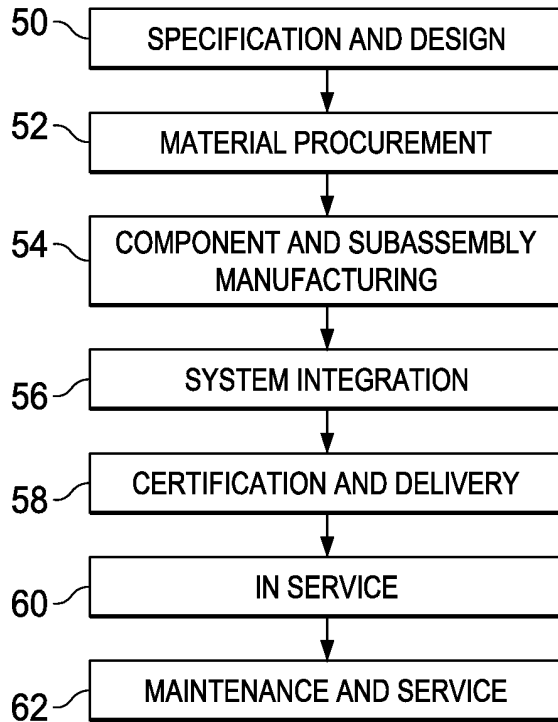 50
SPECIFICATION AND DESIGN
52
MATERIAL PROCUREMENT
54
COMPONENT AND SUBASSEMBLY
MANUFACTURING
56
SYSTEM INTEGRATION
58
CERTIFICATION AND DELIVERY
60
IN SERVICE
62
MAINTENANCE AND SERVICE